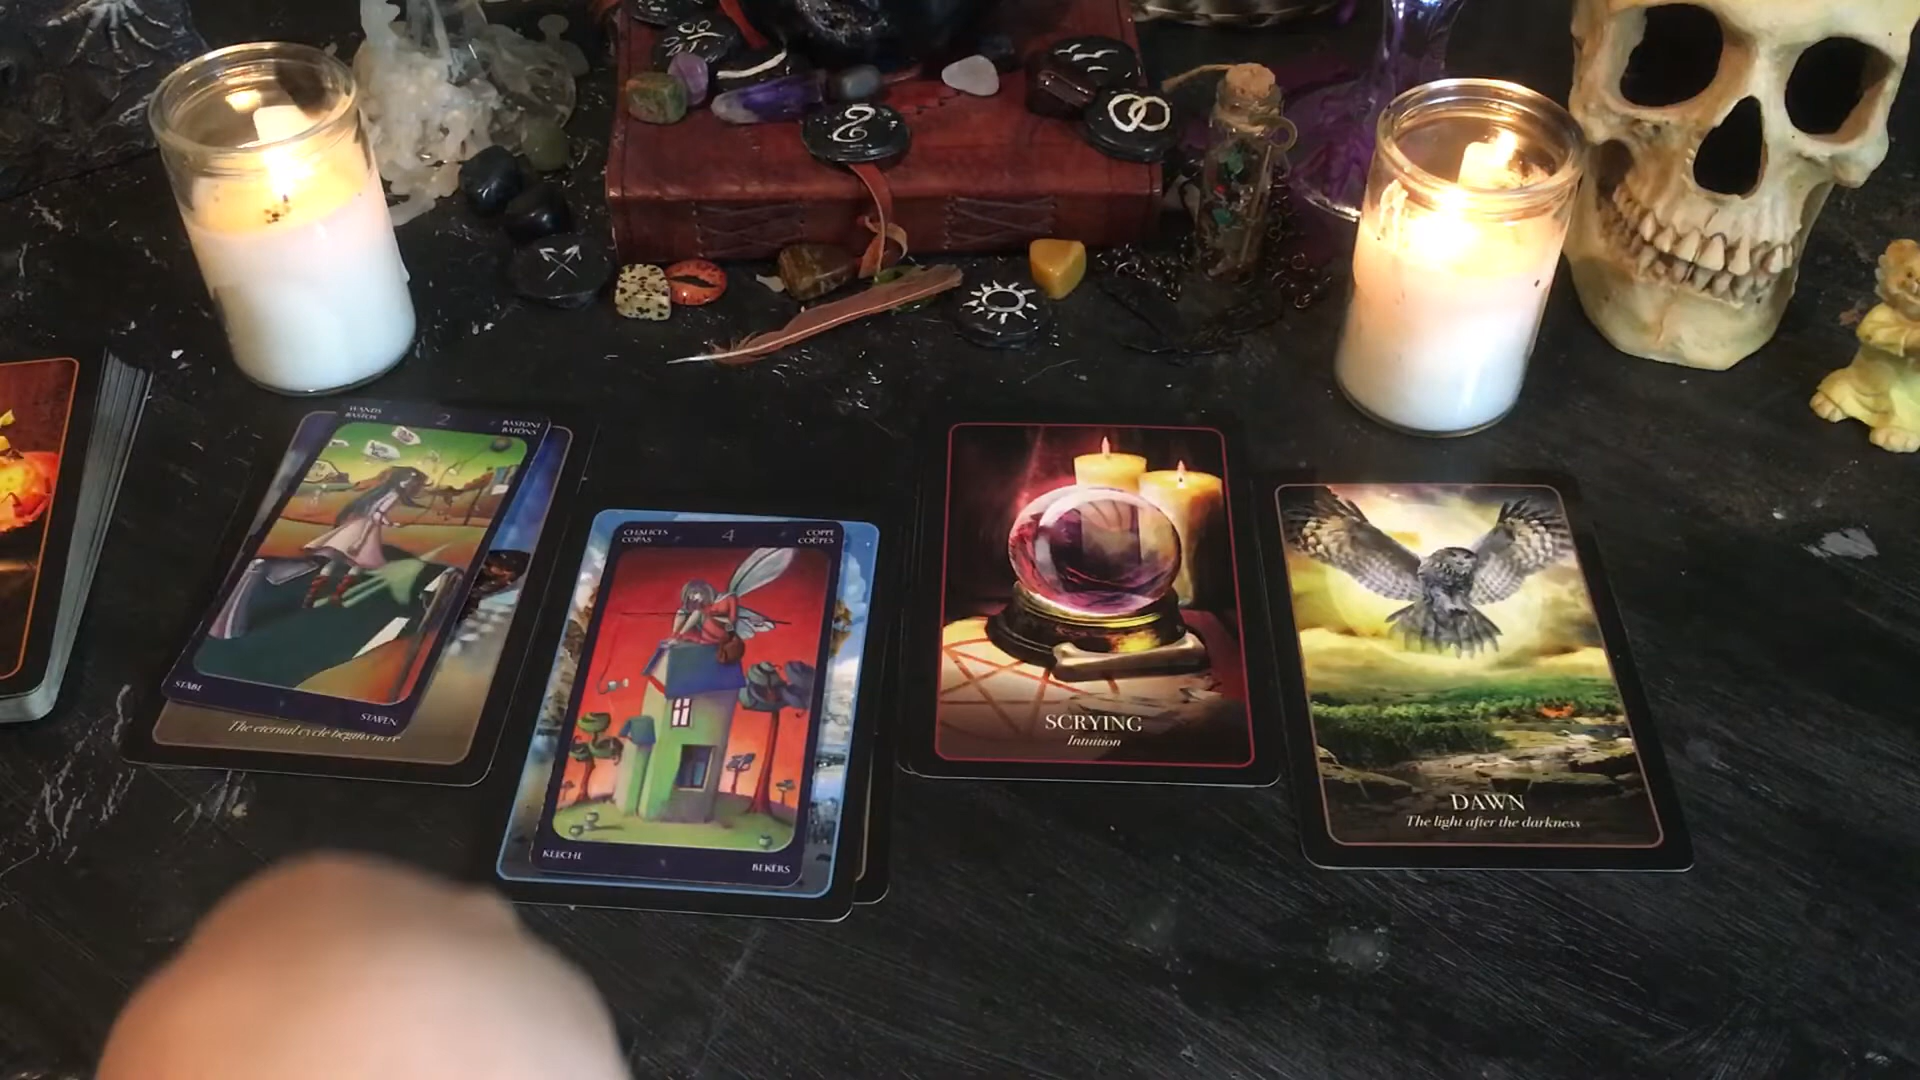 WANDS
BASTOS
2
BASTONI
BATONS
STÄBE
STAVEN
The eternal cycle begins here
CHALICES
COPAS
4
COPPE
COUPES
KELCHE
BEKERS
SCRYING
Intuition
DAWN
The light after the darkness